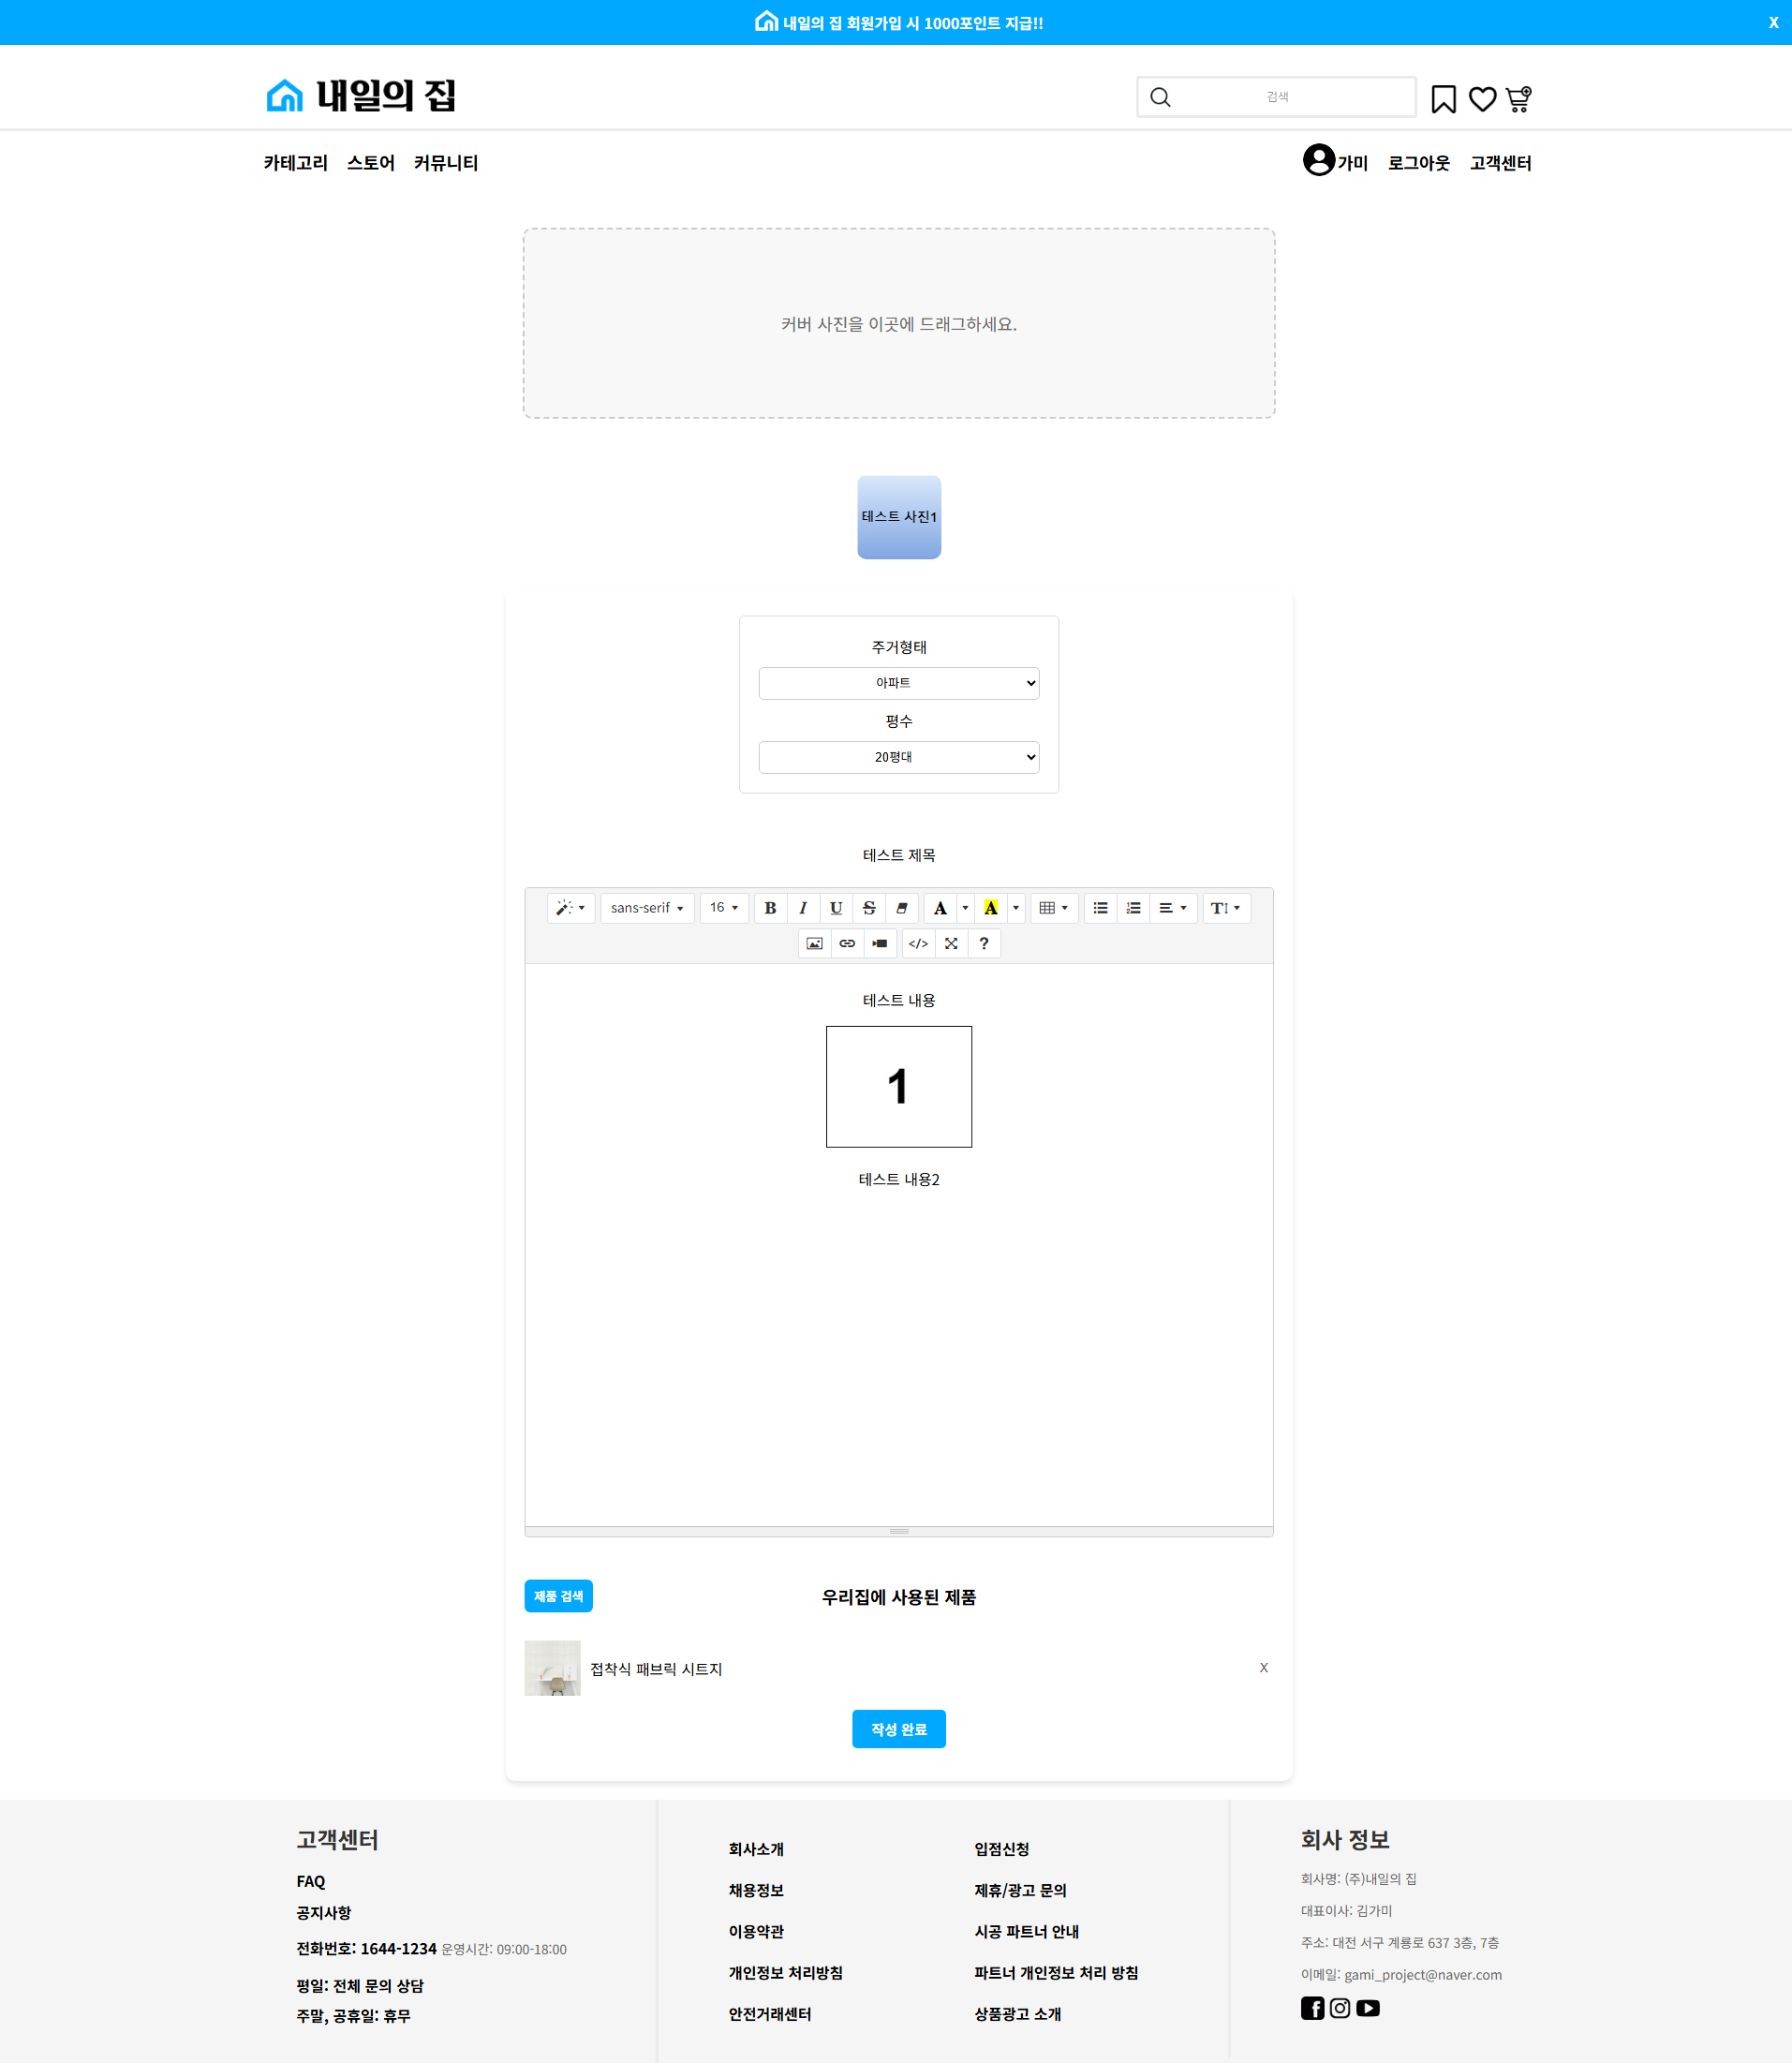 내일의 집 회원가입 시 1000포인트 지급!!
X
내일의 집
검색
카테고리 스토어 커뮤니티
가미 로그아웃 고객센터
커버 사진을 이곳에 드래그하세요.
테스트 사진1
주거형태
아파트
평수
20평대
테스트 제목
sans-serif 16 B I U S A A T
</> ?
테스트 내용
1
테스트 내용2
제품 검색
우리집에 사용된 제품
접착식 패브릭 시트지
X
작성 완료
고객센터
FAQ
공지사항
전화번호: 1644-1234 운영시간: 09:00-18:00
평일: 전체 문의 상담
주말, 공휴일: 휴무
회사소개
채용정보
이용약관
개인정보 처리방침
안전거래센터
입점신청
제휴/광고 문의
시공 파트너 안내
파트너 개인정보 처리 방침
상품광고 소개
회사 정보
회사명: (주)내일의 집
대표이사: 김가미
주소: 대전 서구 계룡로 637 3층, 7층
이메일: gami_project@naver.com